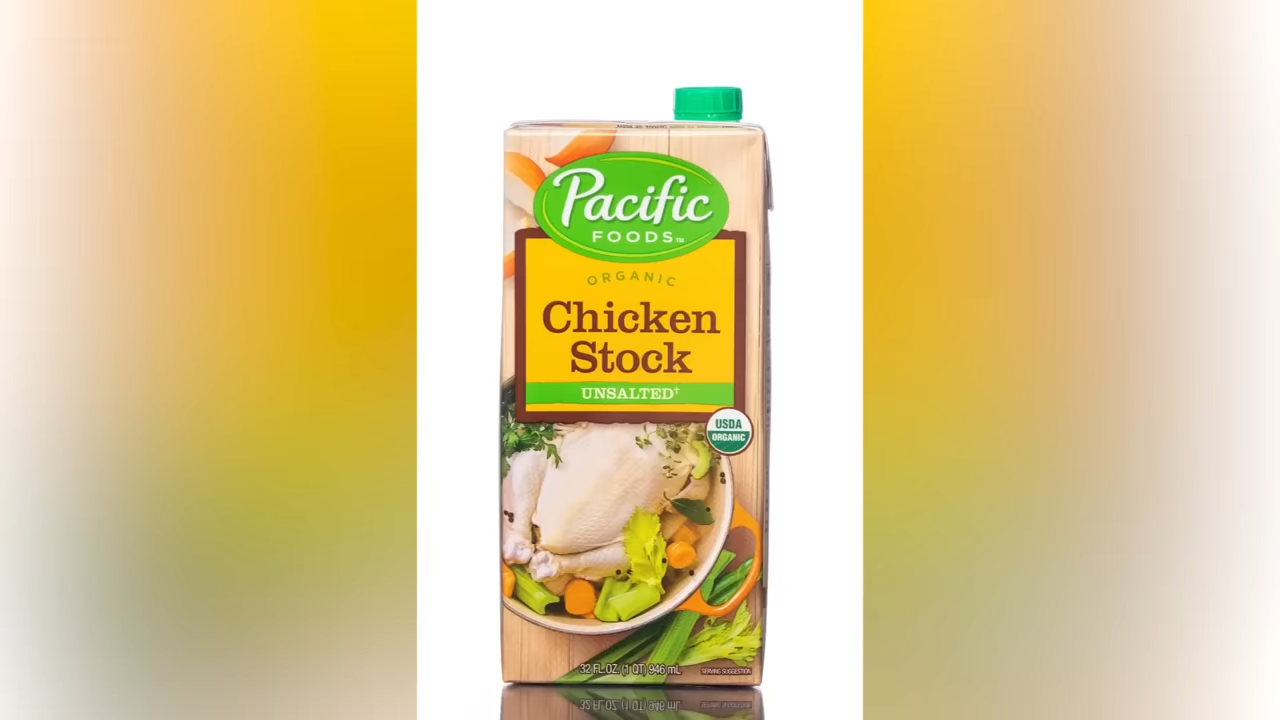 Pacific
FOODS™
ORGANIC
Chicken
Stock
UNSALTED†
USDA
ORGANIC
32 FL.OZ. (1 QT) 946 mL
SERVING SUGGESTION